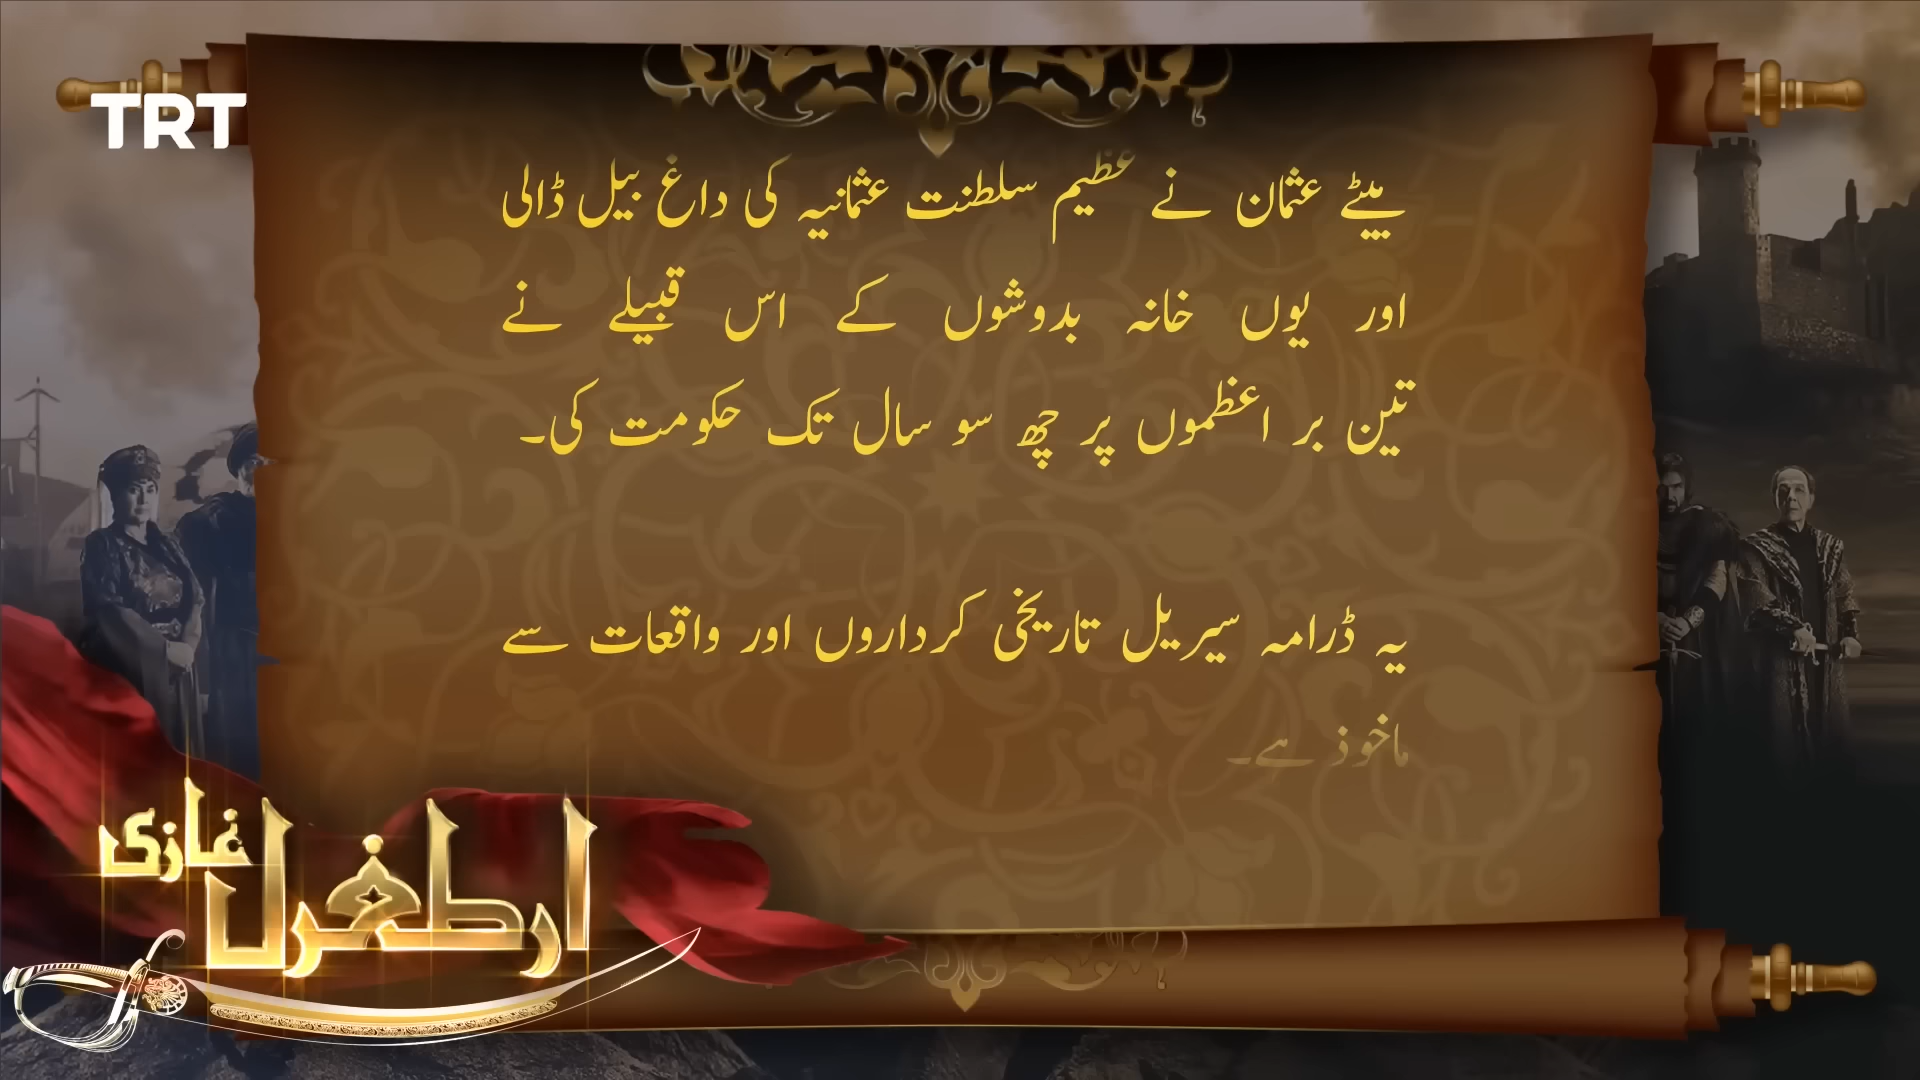 TRT
بیٹے عثمان نے عظیم سلطنت عثمانیہ کی داغ بیل ڈالی
اور یوں خانہ بدوشوں کے اس قبیلے نے
تین بر اعظموں پر چھ سو سال تک حکومت کی۔
یہ ڈرامہ سیریل تاریخی کرداروں اور واقعات سے
ماخوذ ہے۔
ارطغرل غازی